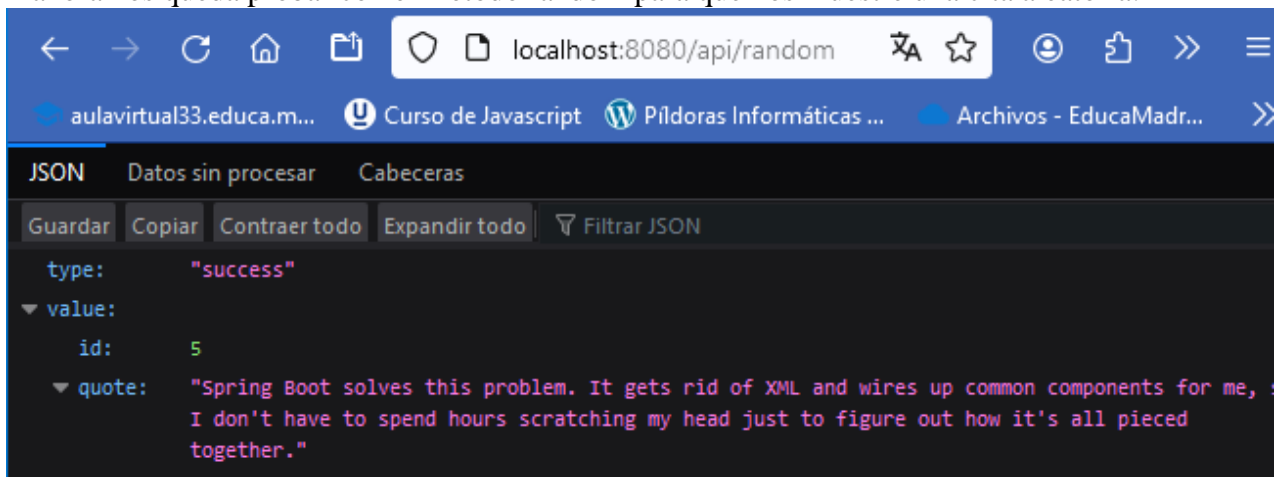 localhost:8080/api/random
aulavirtual33.educa.m... Curso de Javascript Píldoras Informáticas ... Archivos - EducaMadr...
JSON Datos sin procesar Cabeceras
Guardar Copiar Contraer todo Expandir todo Filtrar JSON
type: "success"
value:
id: 5
quote: "Spring Boot solves this problem. It gets rid of XML and wires up common components for me,
I don't have to spend hours scratching my head just to figure out how it's all pieced
together."